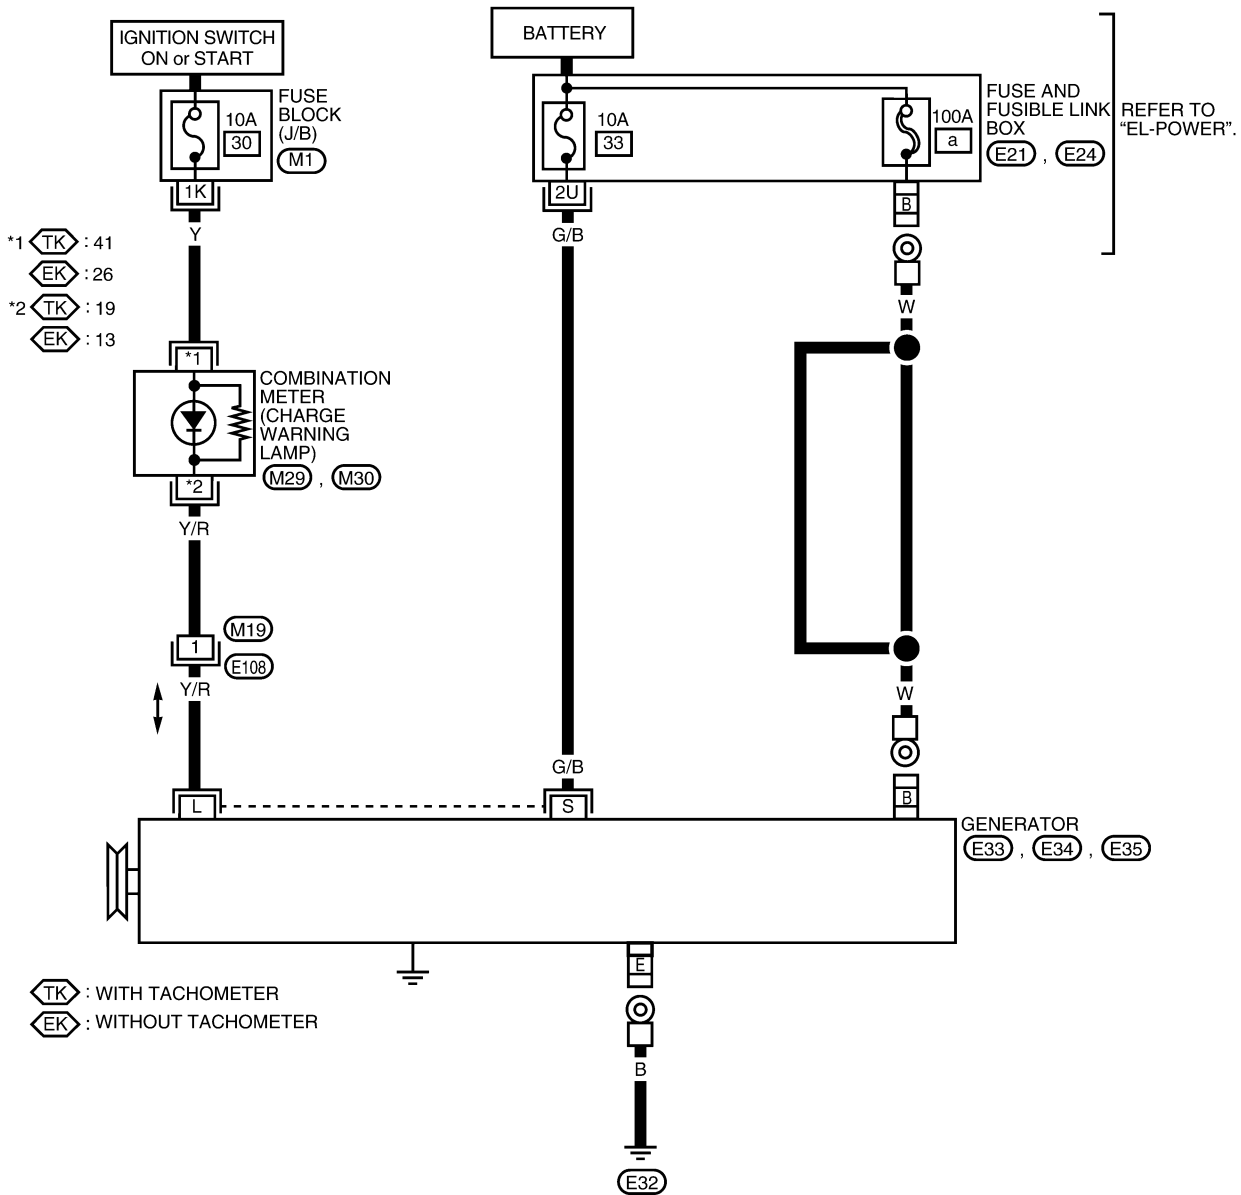 IGNITION SWITCH
ON or START
BATTERY
FUSE
BLOCK
(J/B)
M1
10A
30
10A
33
100A
a
FUSE AND
FUSIBLE LINK
BOX
E21 , E24
REFER TO
“EL-POWER”.
1K
2U
B
Y
G/B
W
*1 TK : 41
EK : 26
*2 TK : 19
EK : 13
*1
COMBINATION
METER
(CHARGE
WARNING
LAMP)
M29 , M30
*2
Y/R
M19
1
E108
Y/R
W
G/B
L
S
B
GENERATOR
E33 , E34 , E35
E
TK : WITH TACHOMETER
EK : WITHOUT TACHOMETER
B
E32